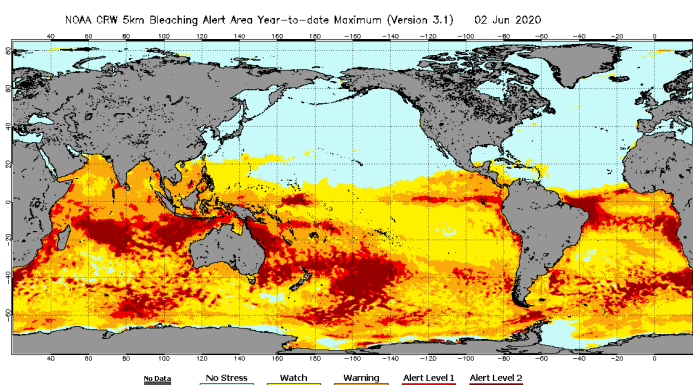 NOAA CRW 5km Bleaching Alert Area Year-to-date Maximum (Version 3.1) 02 Jun 2020
80
60
40
20
0
-20
-40
-60
40 60 80 100 120 140 160 180 -160 -140 -120 -100 -80 -60 -40 -20 0
No Data No Stress Watch Warning Alert Level 1 Alert Level 2